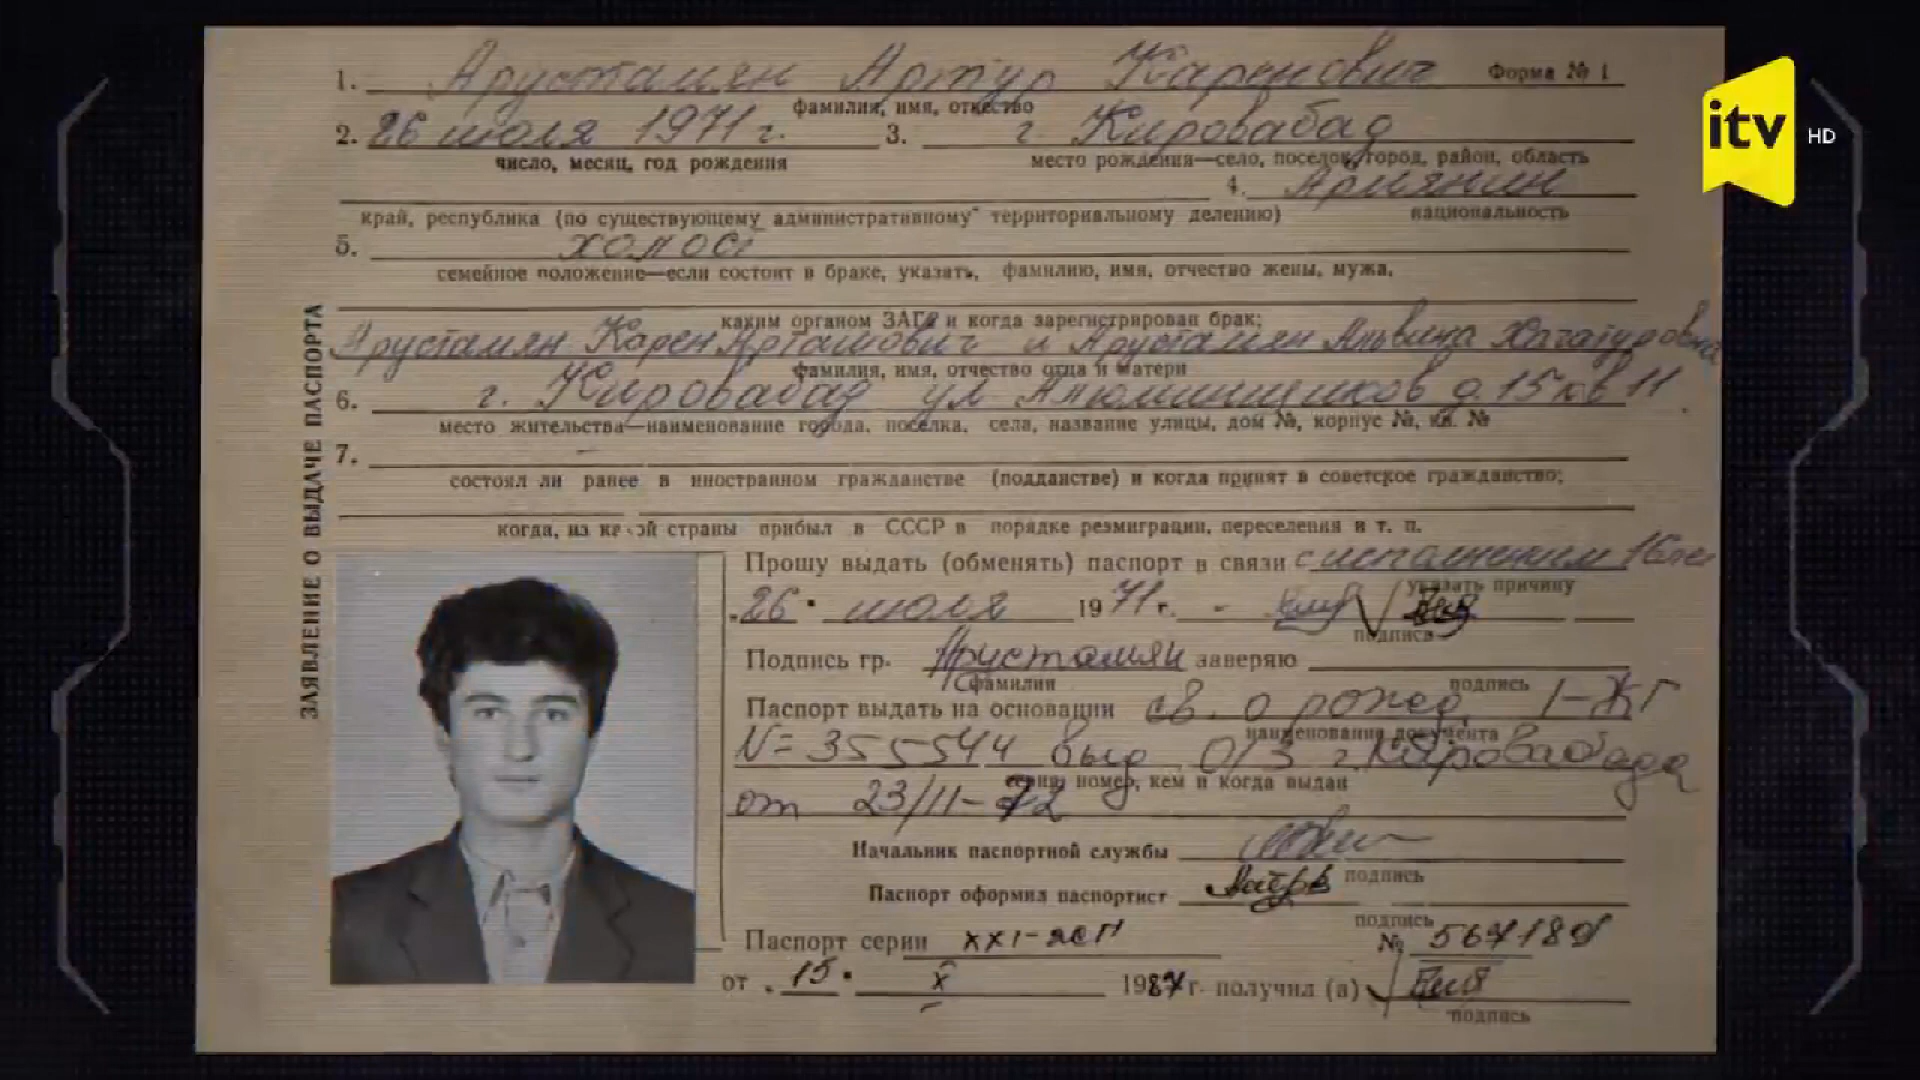 1. Арустамян Артур Каренович Форма № 1
фамилия, имя, отчество
2. 26 июля 1971 г. 3. г Кировабад
число, месяц, год рождения место рождения—село, поселок, город, район, область
4. Армянин
край, республика (по существующему административному территориальному делению) национальность
5. холост
семейное положение—если состоит в браке, указать, фамилию, имя, отчество жены, мужа,
каким органом ЗАГС и когда зарегистрирован брак;
Арустамян Карен Арташович и Арустамян Альвина Хачатуровна
фамилия, имя, отчество отца и матери
6. г. Кировабад ул Алюминщиков д. 15 кв 11
место жительства—наименование города, поселка, села, название улицы, дом №, корпус №, кв. №
7.
состоял ли ранее в иностранном гражданстве (подданстве) и когда принят в советское гражданство;
когда, из какой страны прибыл в СССР в порядке реэмиграции, переселения и т. п.
ЗАЯВЛЕНИЕ О ВЫДАЧЕ ПАСПОРТА
Прошу выдать (обменять) паспорт в связи с исполнением 16 лет
указать причину
26 июля 1971 г.
подпись
Подпись гр. Арустамян заверяю
фамилия подпись
Паспорт выдать на основании св. о рожд. I-ЖГ
наименования документа
N= 355544 выд О/З г. Кировабада
серия, номер, кем и когда выдан
от 23/11-72
Начальник паспортной службы
подпись
Паспорт оформил паспортист
подпись
Паспорт серии XXI-ЯСГ № 567189
от 15 X 1987 г. получил (а)
подпись
itv HD